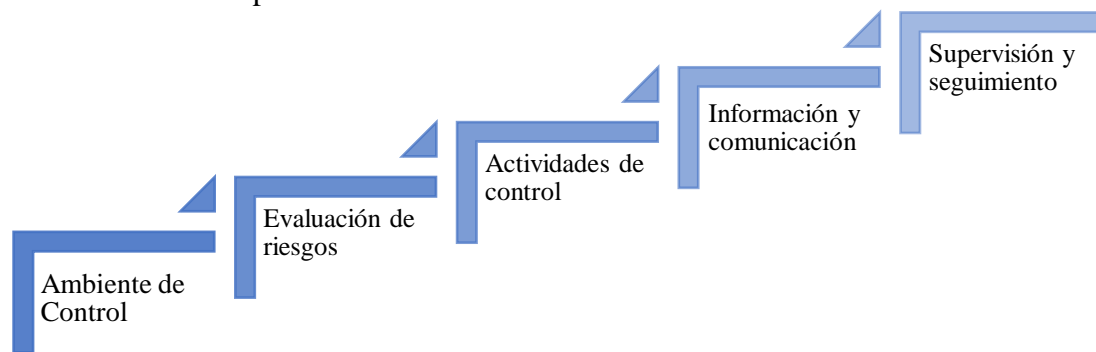 Ambiente de
Control
Evaluación de
riesgos
Actividades de
control
Información y
comunicación
Supervisión y
seguimiento